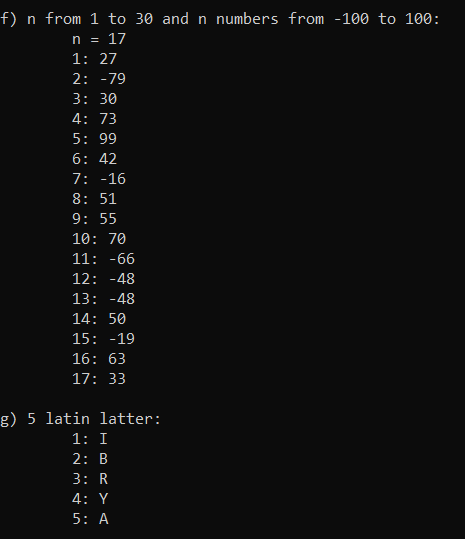 f) n from 1 to 30 and n numbers from -100 to 100:
n = 17
1: 27
2: -79
3: 30
4: 73
5: 99
6: 42
7: -16
8: 51
9: 55
10: 70
11: -66
12: -48
13: -48
14: 50
15: -19
16: 63
17: 33
g) 5 latin latter:
1: I
2: B
3: R
4: Y
5: A